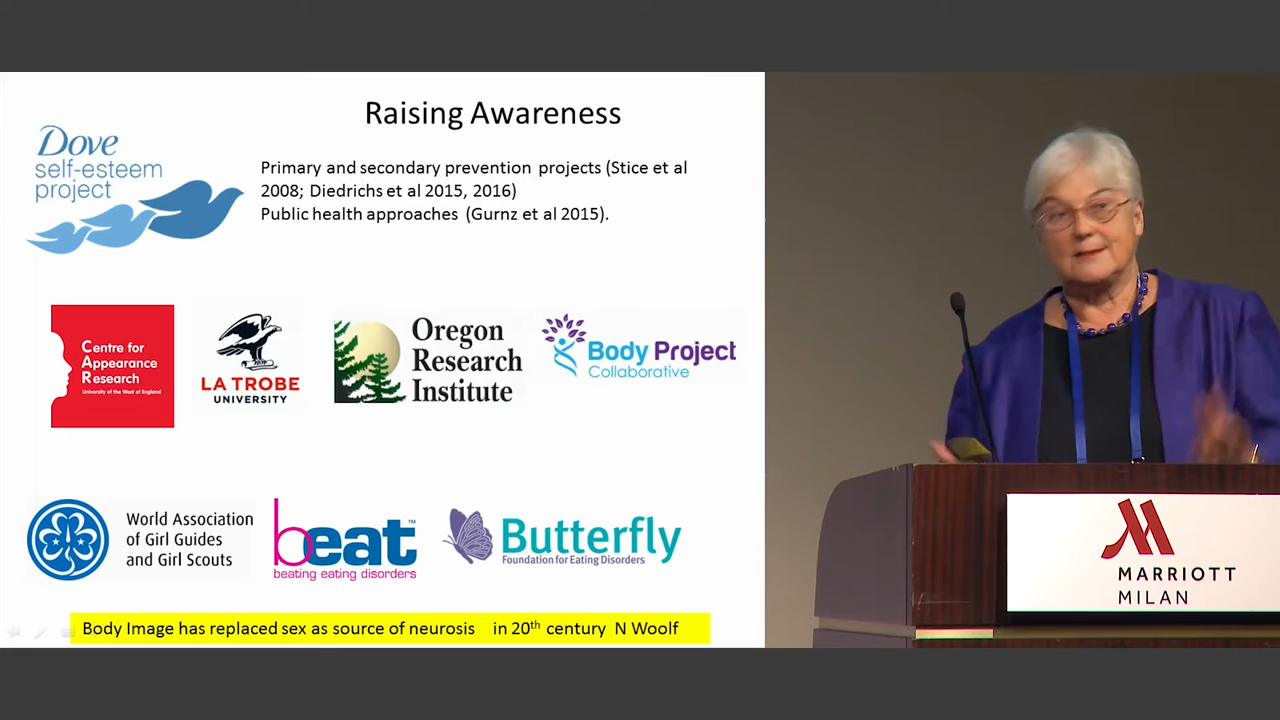 Raising Awareness
Dove
self-esteem
project
Primary and secondary prevention projects (Stice et al
2008; Diedrichs et al 2015, 2016)
Public health approaches (Gurnz et al 2015).
Centre for
Appearance
Research
University of the West of England
LA TROBE
UNIVERSITY
Oregon
Research
Institute
Body Project
Collaborative
World Association
of Girl Guides
and Girl Scouts
beat™
beating eating disorders
Butterfly
Foundation for Eating Disorders
Body Image has replaced sex as source of neurosis in 20th century N Woolf
MARRIOTT
MILAN